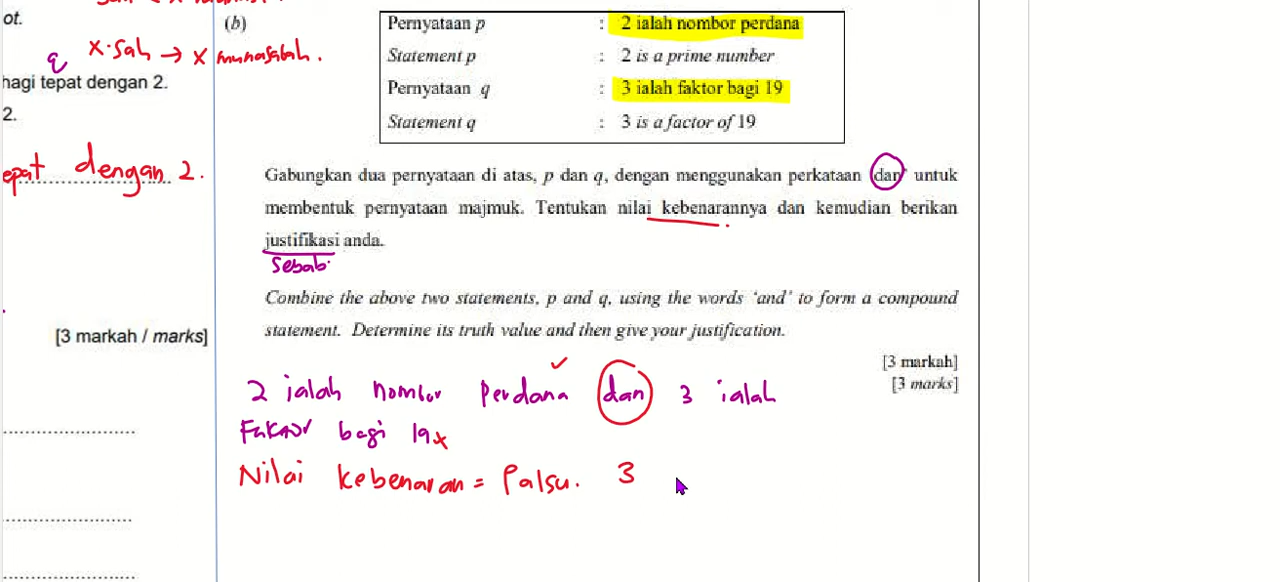 ot.
q x·sah → x munasabah.
bagi tepat dengan 2.
2.
epat dengan 2.
[3 markah / marks]
(b)
Pernyataan p : 2 ialah nombor perdana
Statement p : 2 is a prime number
Pernyataan q : 3 ialah faktor bagi 19
Statement q : 3 is a factor of 19
Gabungkan dua pernyataan di atas, p dan q, dengan menggunakan perkataan 'dan' untuk
membentuk pernyataan majmuk. Tentukan nilai kebenarannya dan kemudian berikan
justifikasi anda.
Sebab.
Combine the above two statements, p and q, using the words 'and' to form a compound
statement. Determine its truth value and then give your justification.
[3 markah]
[3 marks]
2 ialah nombor perdana ✓ dan 3 ialah
Faktor bagi 19 x
Nilai kebenaran = Palsu. 3